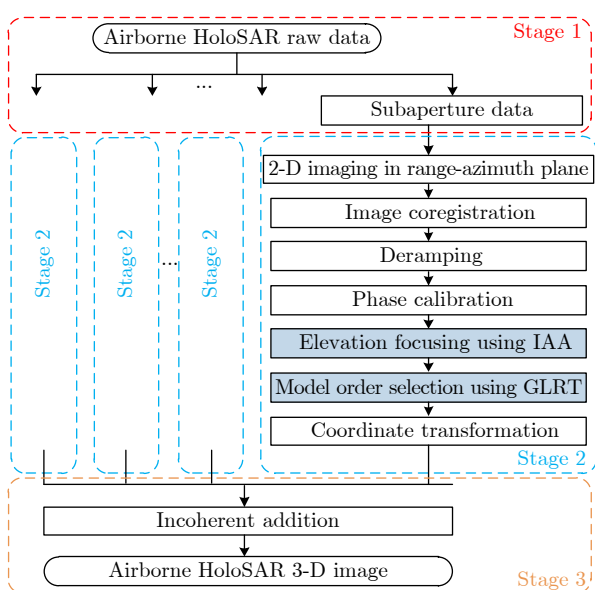 Airborne HoloSAR raw data
Stage 1
...
Subaperture data
2-D imaging in range-azimuth plane
Image coregistration
Deramping
Phase calibration
Elevation focusing using IAA
Model order selection using GLRT
Coordinate transformation
Stage 2
Stage 2
Stage 2
...
Stage 2
Incoherent addition
Airborne HoloSAR 3-D image
Stage 3